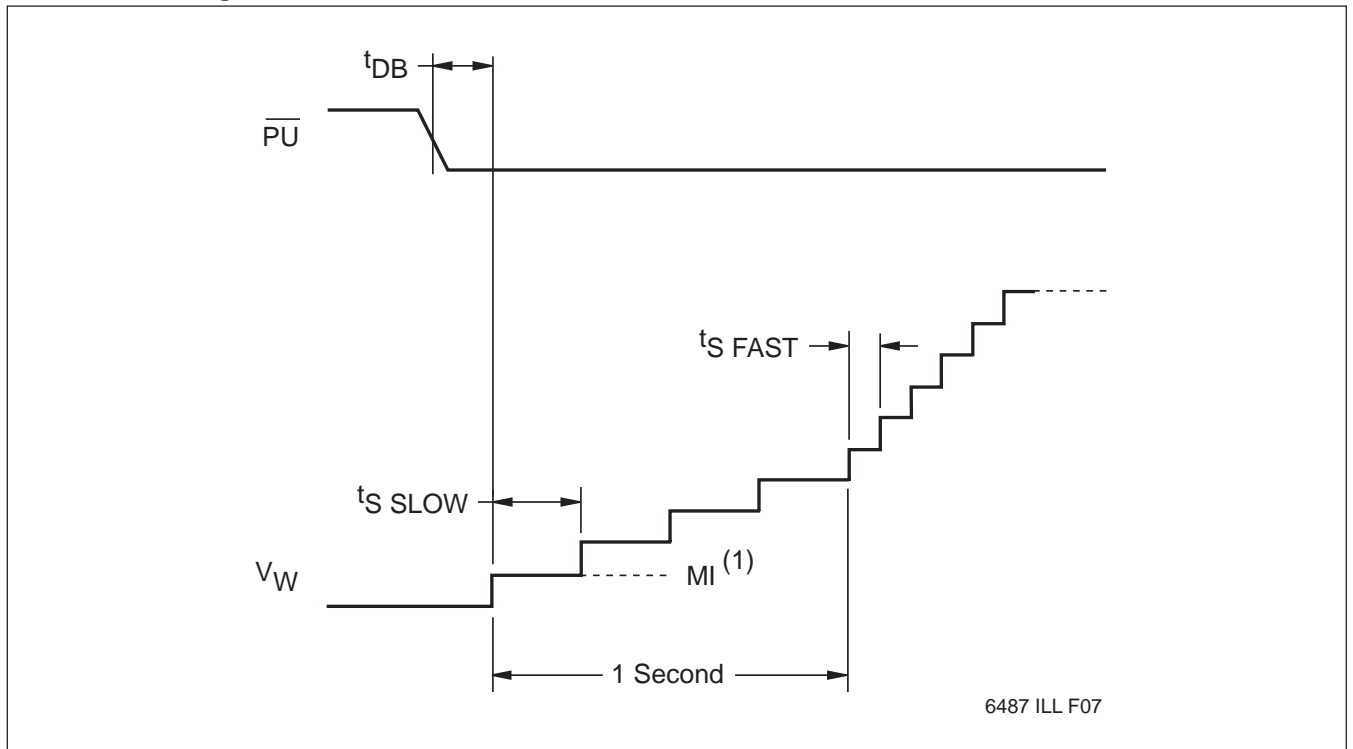 tDB
PU
tS FAST
tS SLOW
VW
MI (1)
1 Second
6487 ILL F07